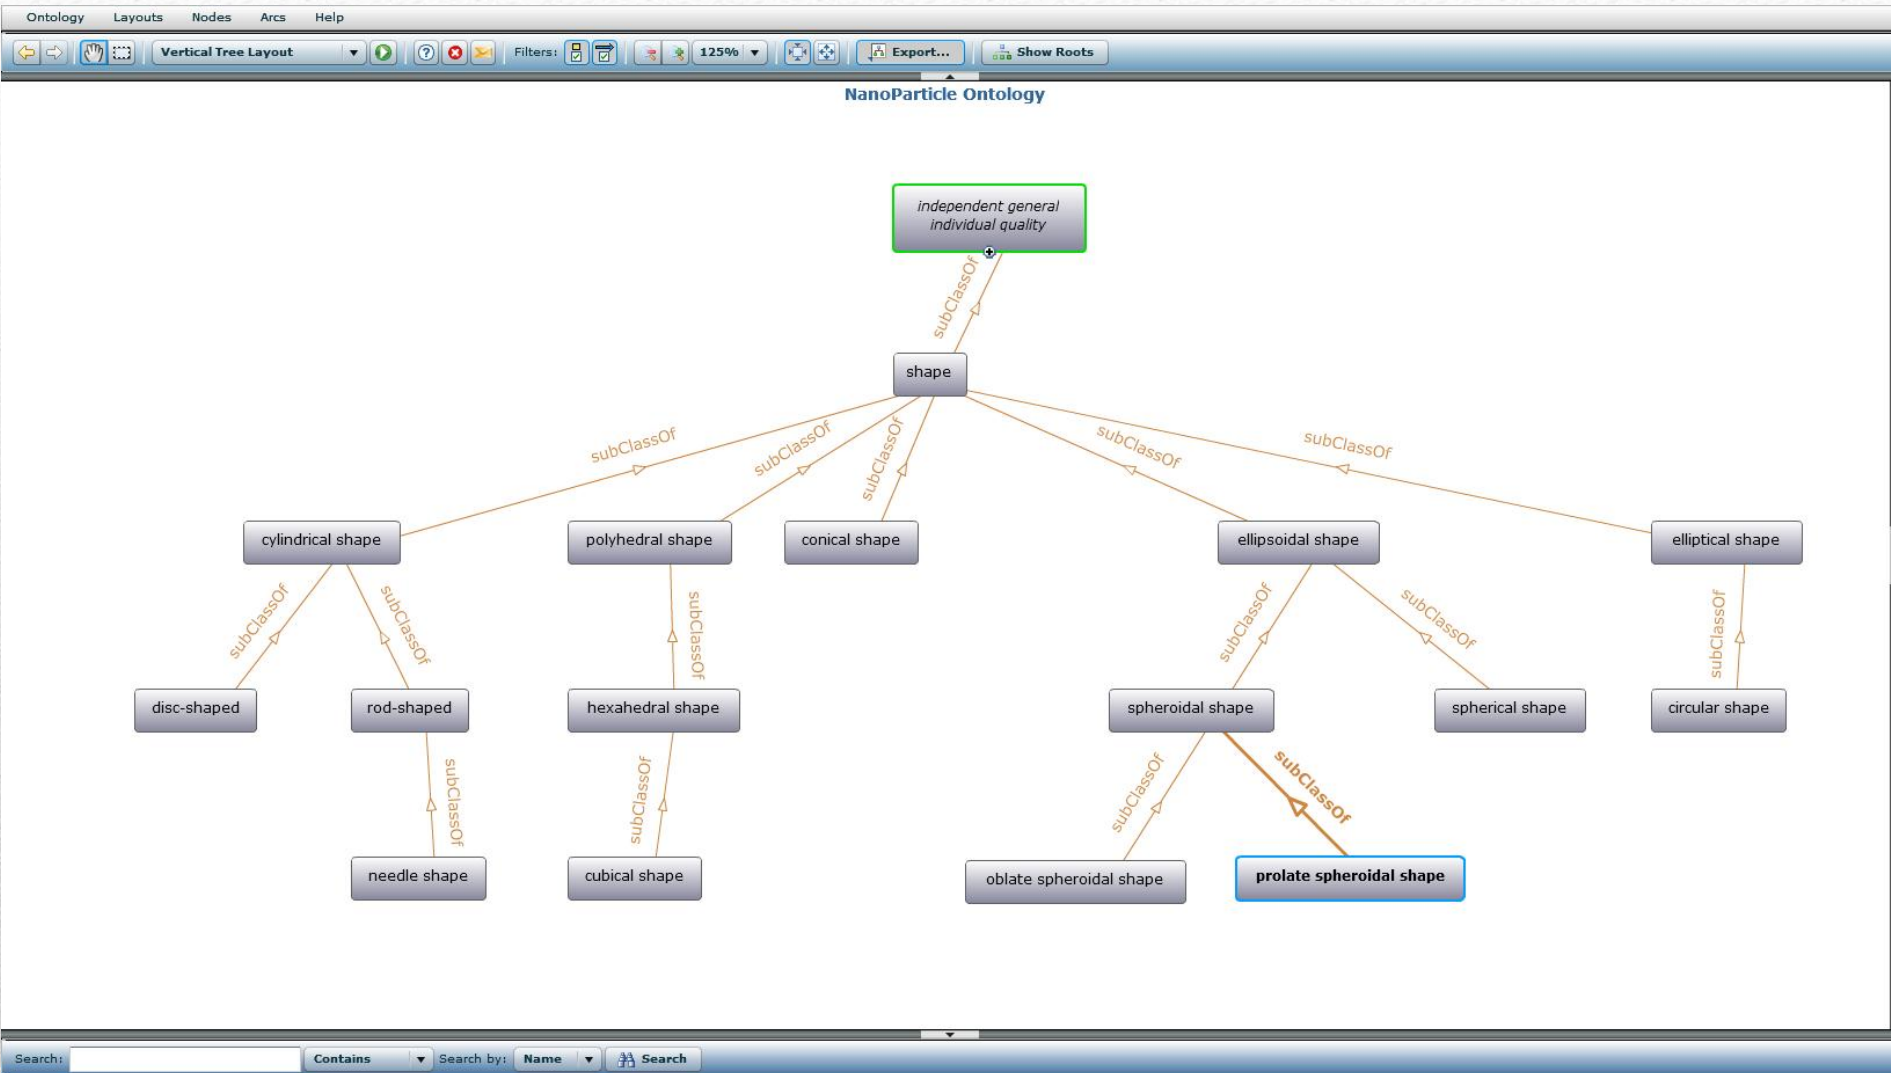 Ontology Layouts Nodes Arcs Help
Vertical Tree Layout Filters: 125% Export... Show Roots
NanoParticle Ontology
independent general
individual quality
subClassOf
shape
subClassOf subClassOf subClassOf subClassOf subClassOf
cylindrical shape polyhedral shape conical shape ellipsoidal shape elliptical shape
subClassOf subClassOf subClassOf subClassOf subClassOf subClassOf
disc-shaped rod-shaped hexahedral shape spheroidal shape spherical shape circular shape
subClassOf subClassOf subClassOf subClassOf
needle shape cubical shape oblate spheroidal shape prolate spheroidal shape
Search: Contains Search by: Name Search